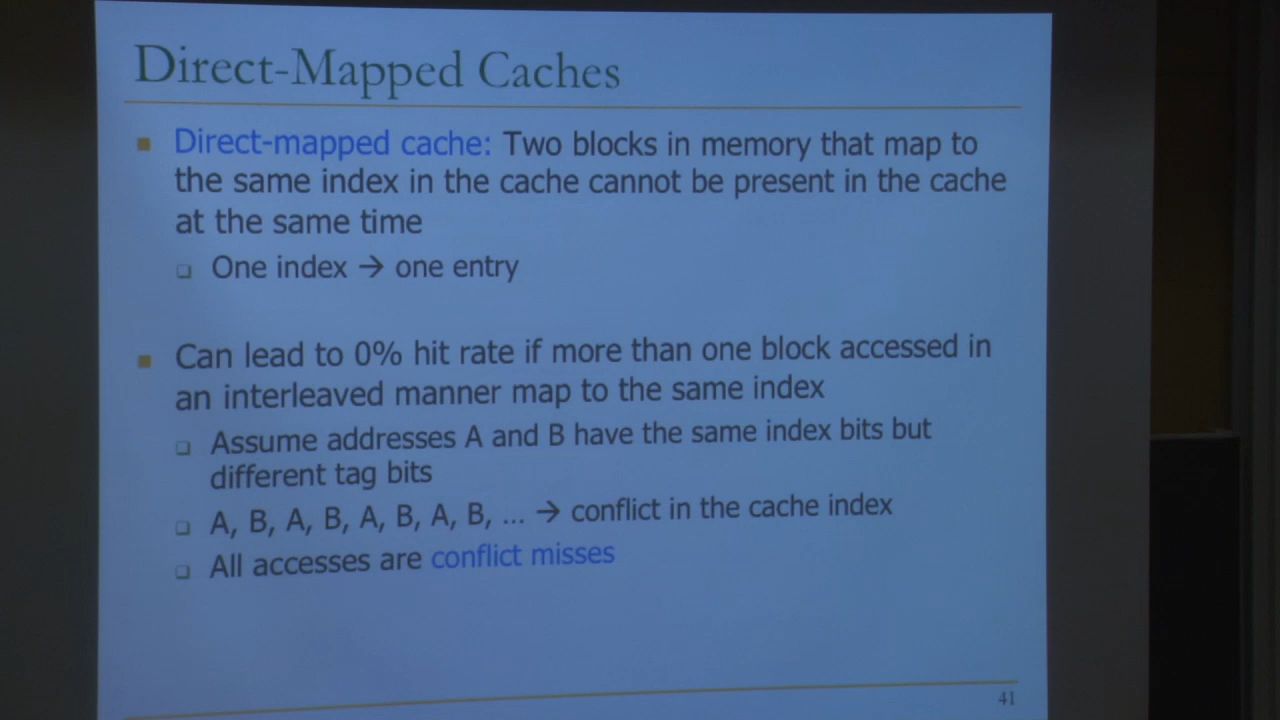 Direct-Mapped Caches
■ Direct-mapped cache: Two blocks in memory that map to
the same index in the cache cannot be present in the cache
at the same time
❑ One index → one entry
■ Can lead to 0% hit rate if more than one block accessed in
an interleaved manner map to the same index
❑ Assume addresses A and B have the same index bits but
different tag bits
❑ A, B, A, B, A, B, A, B, … → conflict in the cache index
❑ All accesses are conflict misses
41